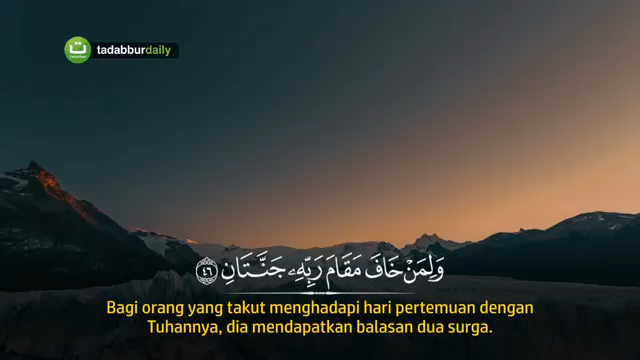 tadabburdaily
وَلِمَنْ خَافَ مَقَامَ رَبِّهِۦ جَنَّتَانِ ٤٦
Bagi orang yang takut menghadapi hari pertemuan dengan
Tuhannya, dia mendapatkan balasan dua surga.